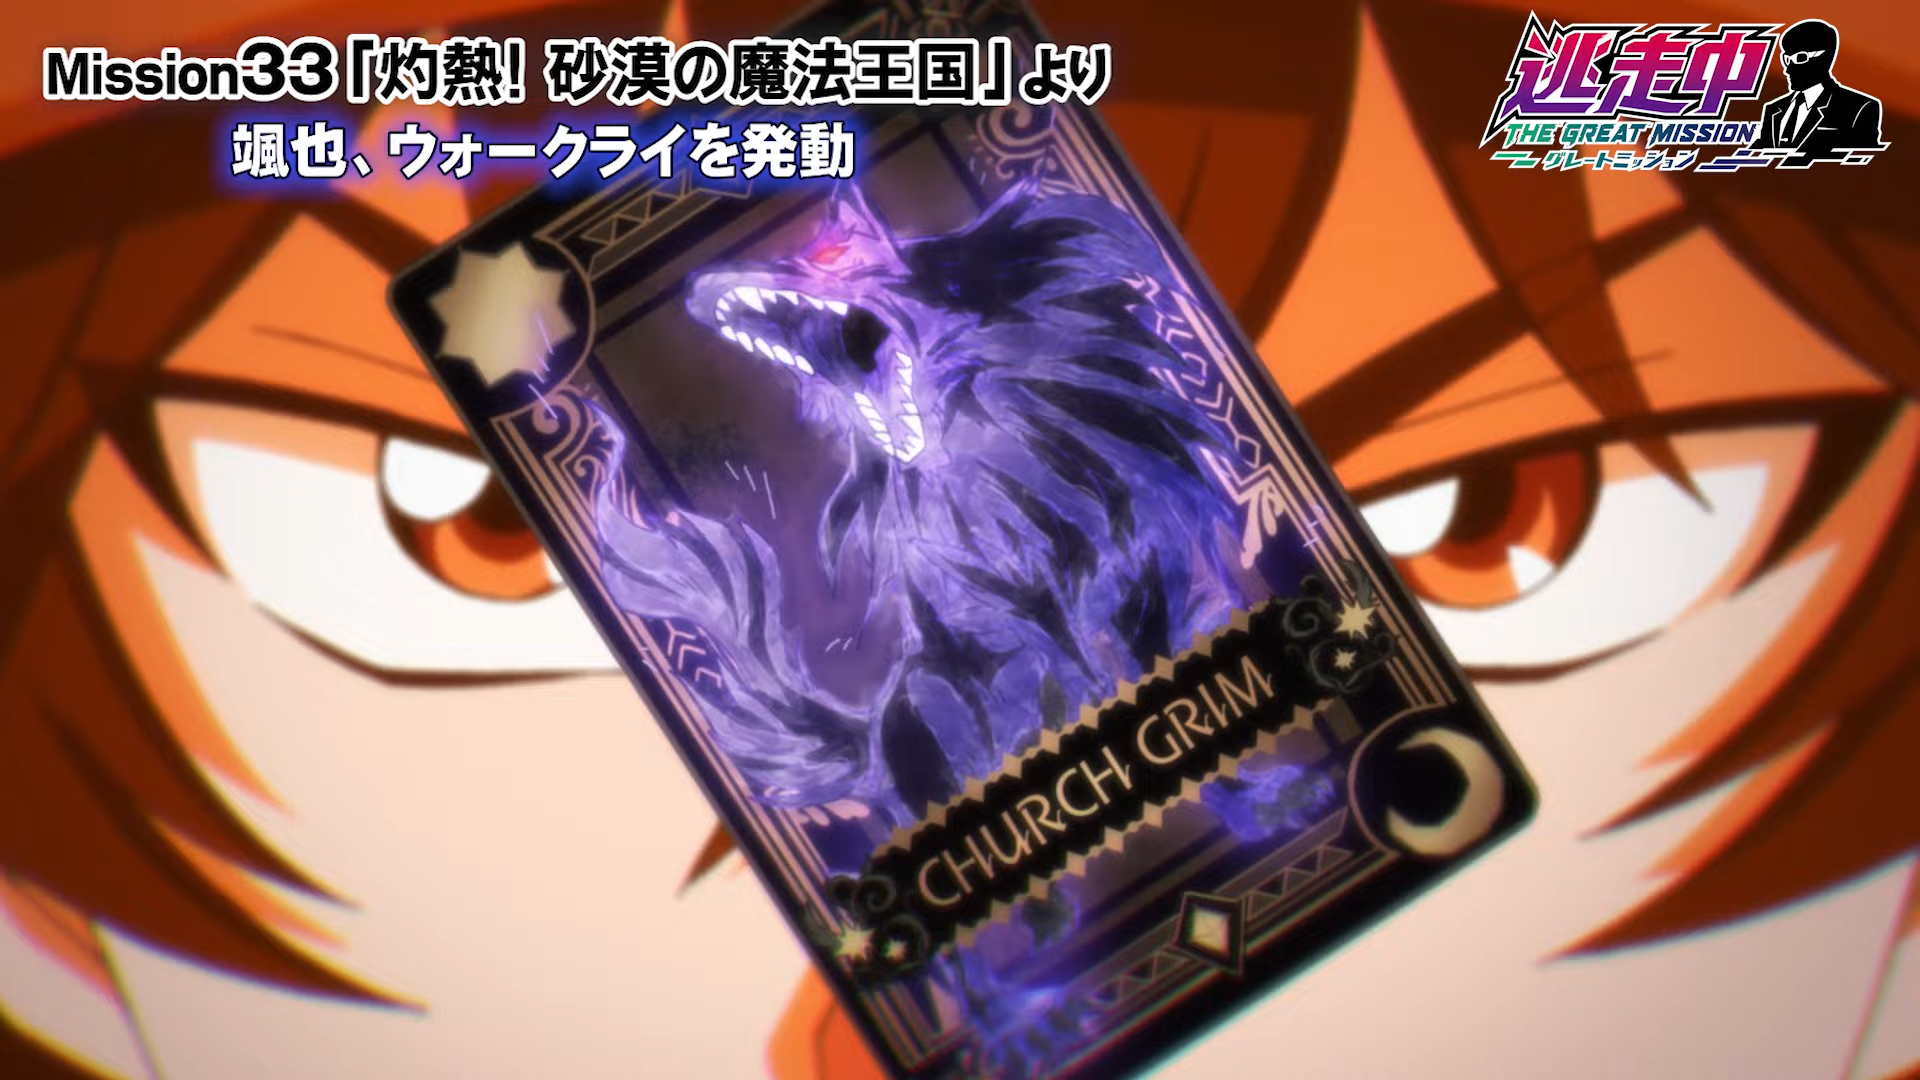 Mission33「灼熱! 砂漠の魔法王国」より
颯也、ウォークライを発動
逃走中
THE GREAT MISSION
グレートミッション
CHURCH GRIM